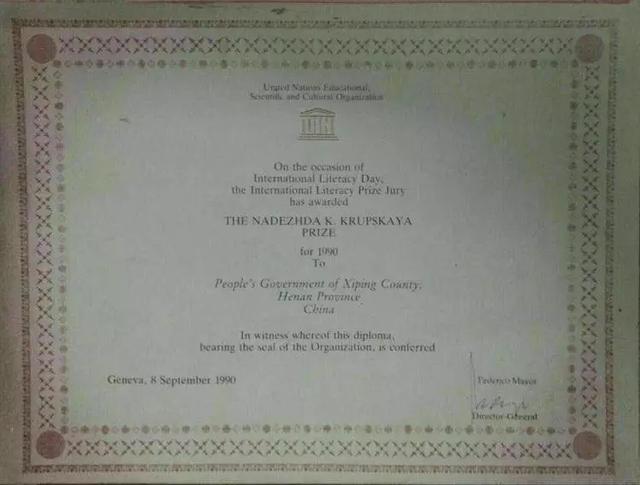 United Nations Educational,
Scientific and Cultural Organization
On the occasion of
International Literacy Day,
the International Literacy Prize Jury
has awarded
THE NADEZHDA K. KRUPSKAYA
PRIZE
for 1990
To
People's Government of Xiping County,
Henan Province
China
In witness whereof this diploma,
bearing the seal of the Organization, is conferred
Geneva, 8 September 1990
Federico Mayor
Director-General